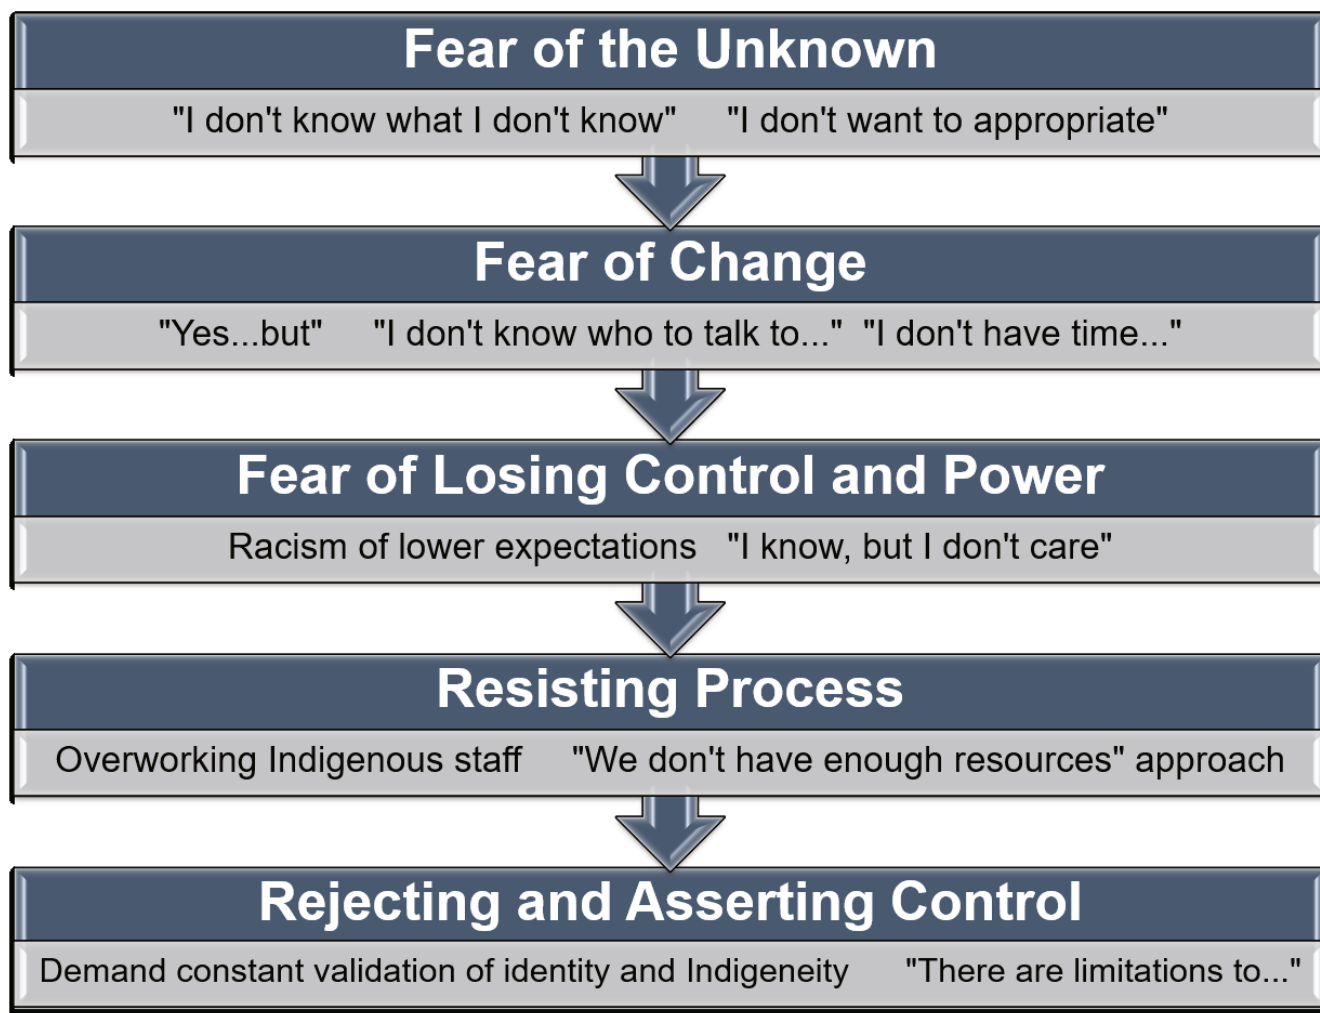 Fear of the Unknown
"I don't know what I don't know" "I don't want to appropriate"
Fear of Change
"Yes...but" "I don't know who to talk to..." "I don't have time..."
Fear of Losing Control and Power
Racism of lower expectations "I know, but I don't care"
Resisting Process
Overworking Indigenous staff "We don't have enough resources" approach
Rejecting and Asserting Control
Demand constant validation of identity and Indigeneity "There are limitations to..."